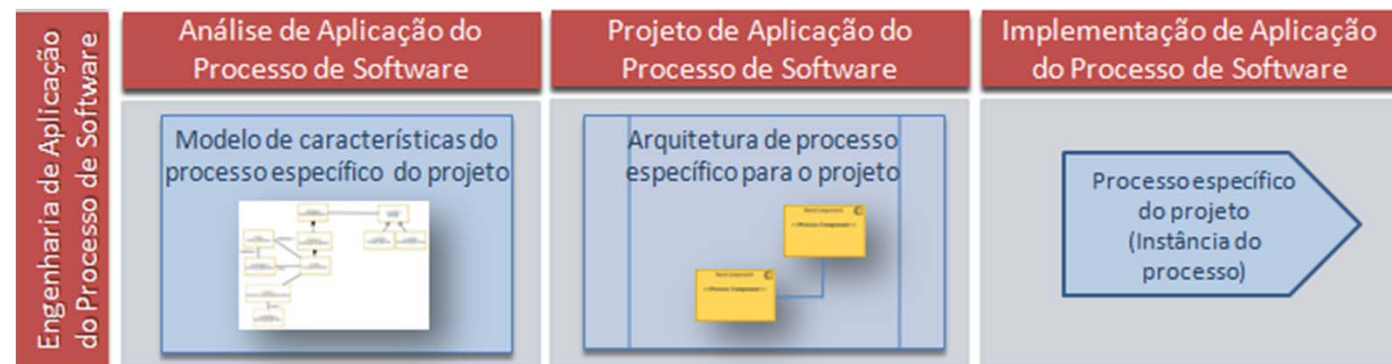 Engenharia de Aplicação
do Processo de Software
Análise de Aplicação do
Processo de Software
Projeto de Aplicação do
Processo de Software
Implementação de Aplicação
do Processo de Software
Modelo de características do
processo específico do projeto
Arquitetura de processo
específico para o projeto
Processo específico
do projeto
(Instância do
processo)